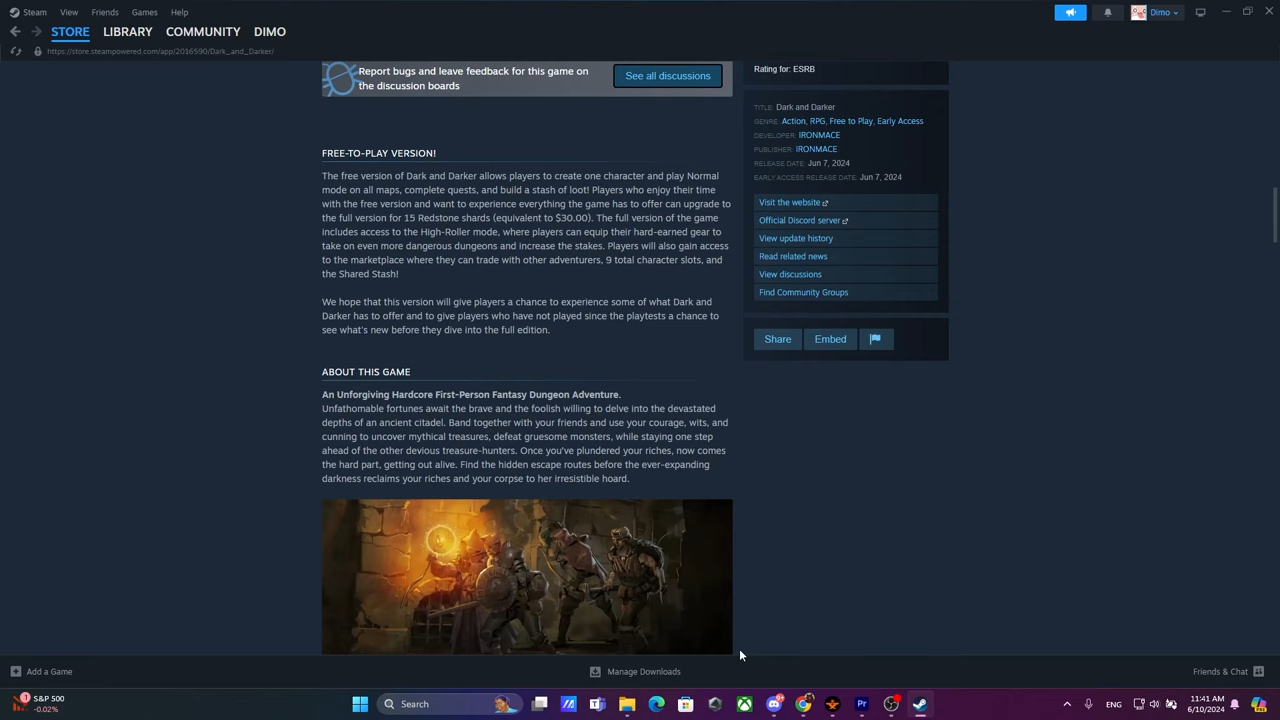 Steam View Friends Games Help
Dimo
STORE LIBRARY COMMUNITY DIMO
https://store.steampowered.com/app/2016590/Dark_and_Darker/
Report bugs and leave feedback for this game on
the discussion boards
See all discussions
FREE-TO-PLAY VERSION!
The free version of Dark and Darker allows players to create one character and play Normal
mode on all maps, complete quests, and build a stash of loot! Players who enjoy their time
with the free version and want to experience everything the game has to offer can upgrade to
the full version for 15 Redstone shards (equivalent to $30.00). The full version of the game
includes access to the High-Roller mode, where players can equip their hard-earned gear to
take on even more dangerous dungeons and increase the stakes. Players will also gain access
to the marketplace where they can trade with other adventurers, 9 total character slots, and
the Shared Stash!
We hope that this version will give players a chance to experience some of what Dark and
Darker has to offer and to give players who have not played since the playtests a chance to
see what's new before they dive into the full edition.
ABOUT THIS GAME
An Unforgiving Hardcore First-Person Fantasy Dungeon Adventure.
Unfathomable fortunes await the brave and the foolish willing to delve into the devastated
depths of an ancient citadel. Band together with your friends and use your courage, wits, and
cunning to uncover mythical treasures, defeat gruesome monsters, while staying one step
ahead of the other devious treasure-hunters. Once you've plundered your riches, now comes
the hard part, getting out alive. Find the hidden escape routes before the ever-expanding
darkness reclaims your riches and your corpse to her irresistible hoard.
Rating for: ESRB
TITLE: Dark and Darker
GENRE: Action, RPG, Free to Play, Early Access
DEVELOPER: IRONMACE
PUBLISHER: IRONMACE
RELEASE DATE: Jun 7, 2024
EARLY ACCESS RELEASE DATE: Jun 7, 2024
Visit the website
Official Discord server
View update history
Read related news
View discussions
Find Community Groups
Share Embed
Add a Game
Manage Downloads
Friends & Chat
1
S&P 500
-0.02%
Search
ENG
11:41 AM
6/10/2024